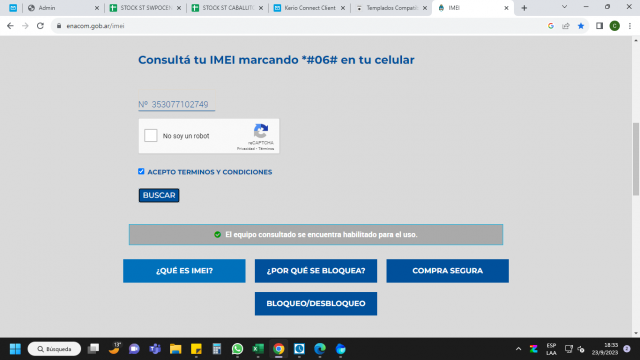 Admin
STOCK ST SWPOCEN
STOCK ST CABALLIT
Kerio Connect Client
Templados Compati
IMEI
enacom.gob.ar/imei
Consultá tu IMEI marcando *#06# en tu celular
Nº 353077102749
No soy un robot
reCAPTCHA
Privacidad - Términos
ACEPTO TERMINOS Y CONDICIONES
BUSCAR
El equipo consultado se encuentra habilitado para el uso.
¿QUÉ ES IMEI?
¿POR QUÉ SE BLOQUEA?
COMPRA SEGURA
BLOQUEO/DESBLOQUEO
Búsqueda
13°
ESP
LAA
18:33
23/9/2023